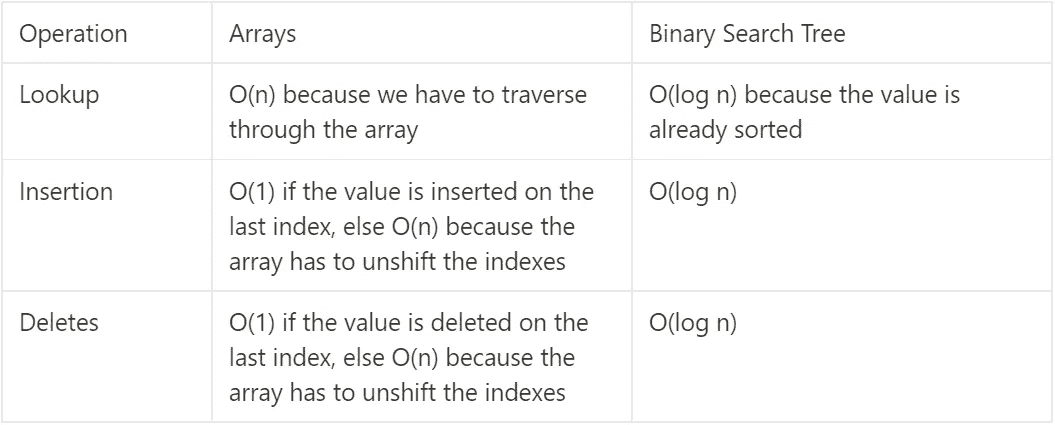 Operation
Arrays
Binary Search Tree
Lookup
O(n) because we have to traverse
through the array
O(log n) because the value is
already sorted
Insertion
O(1) if the value is inserted on the
last index, else O(n) because the
array has to unshift the indexes
O(log n)
Deletes
O(1) if the value is deleted on the
last index, else O(n) because the
array has to unshift the indexes
O(log n)